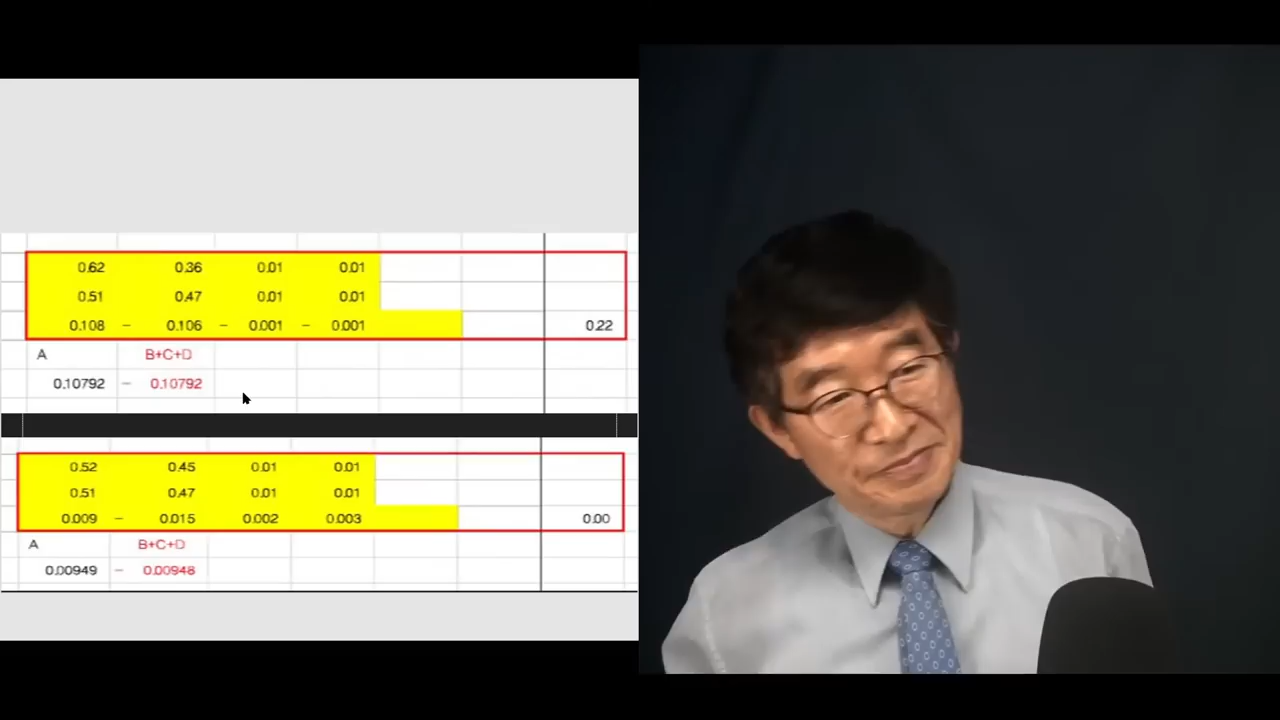 0.62 0.36 0.01 0.01
0.51 0.47 0.01 0.01
0.108 - 0.106 - 0.001 - 0.001 0.22
A B+C+D
0.10792 - 0.10792
0.52 0.45 0.01 0.01
0.51 0.47 0.01 0.01
0.009 - 0.015 0.002 0.003 0.00
A B+C+D
0.00949 - 0.00948